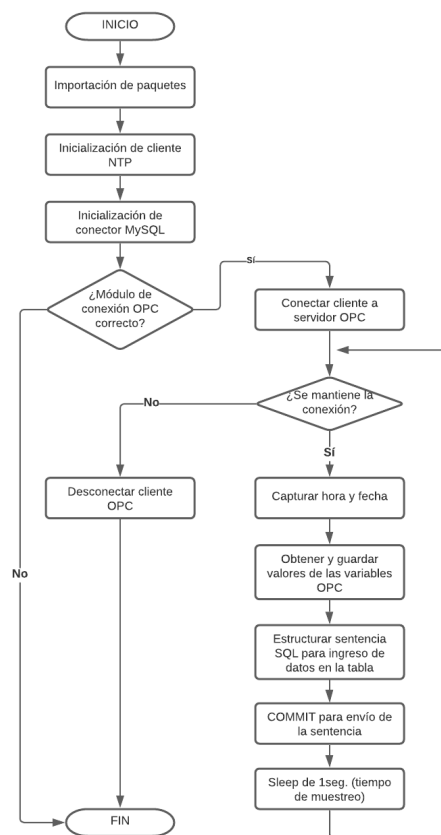 INICIO
Importación de paquetes
Inicialización de cliente
NTP
Inicialización de
conector MySQL
¿Módulo de
conexión OPC
correcto?
Sí
Conectar cliente a
servidor OPC
¿Se mantiene la
conexión?
No
Sí
Desconectar cliente
OPC
Capturar hora y fecha
Obtener y guardar
valores de las variables
OPC
No
Estructurar sentencia
SQL para ingreso de
datos en la tabla
COMMIT para envío de
la sentencia
Sleep de 1seg. (tiempo
de muestreo)
FIN